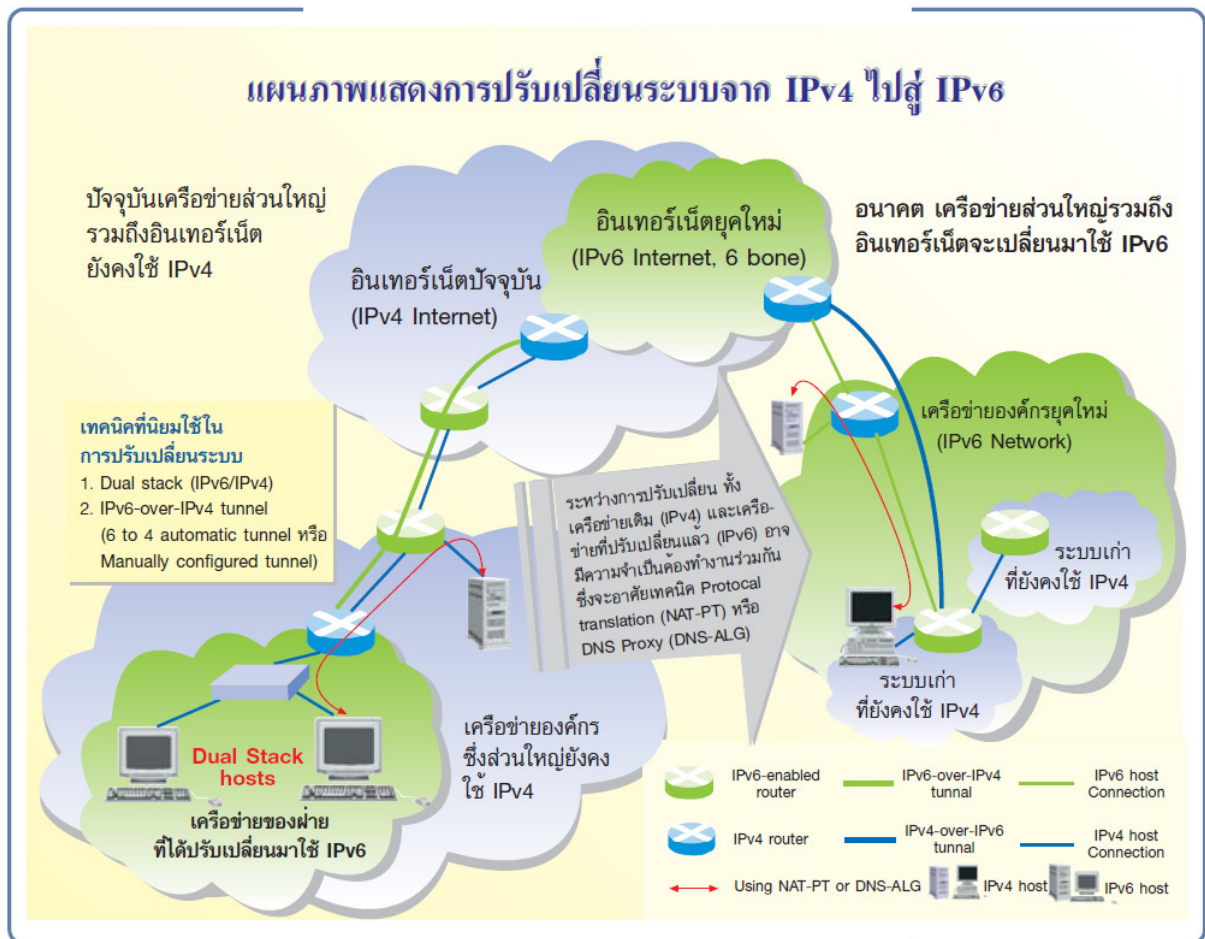 แผนภาพแสดงการปรับเปลี่ยนระบบจาก IPv4 ไปสู่ IPv6
ปัจจุบันเครือข่ายส่วนใหญ่
รวมถึงอินเทอร์เน็ต
ยังคงใช้ IPv4
อินเทอร์เน็ตยุคใหม่
(IPv6 Internet, 6 bone)
อนาคต เครือข่ายส่วนใหญ่รวมถึง
อินเทอร์เน็ตจะเปลี่ยนมาใช้ IPv6
อินเทอร์เน็ตปัจจุบัน
(IPv4 Internet)
เทคนิคที่นิยมใช้ใน
การปรับเปลี่ยนระบบ
1. Dual stack (IPv6/IPv4)
2. IPv6-over-IPv4 tunnel
(6 to 4 automatic tunnel หรือ
Manually configured tunnel)
เครือข่ายองค์กรยุคใหม่
(IPv6 Network)
ระหว่างการปรับเปลี่ยน ทั้ง
เครือข่ายเดิม (IPv4) และเครือ-
ข่ายที่ปรับเปลี่ยนแล้ว (IPv6) อาจ
มีความจำเป็นต้องทำงานร่วมกัน
ซึ่งจะอาศัยเทคนิค Protocal
translation (NAT-PT) หรือ
DNS Proxy (DNS-ALG)
ระบบเก่า
ที่ยังคงใช้ IPv4
ระบบเก่า
ที่ยังคงใช้ IPv4
Dual Stack
hosts
เครือข่ายของฝ่าย
ที่ได้ปรับเปลี่ยนมาใช้ IPv6
เครือข่ายองค์กร
ซึ่งส่วนใหญ่ยังคง
ใช้ IPv4
IPv6-enabled
router
IPv6-over-IPv4
tunnal
IPv6 host
Connection
IPv4 router
IPv4-over-IPv6
tunnal
IPv4 host
Connection
Using NAT-PT or DNS-ALG
IPv4 host
IPv6 host